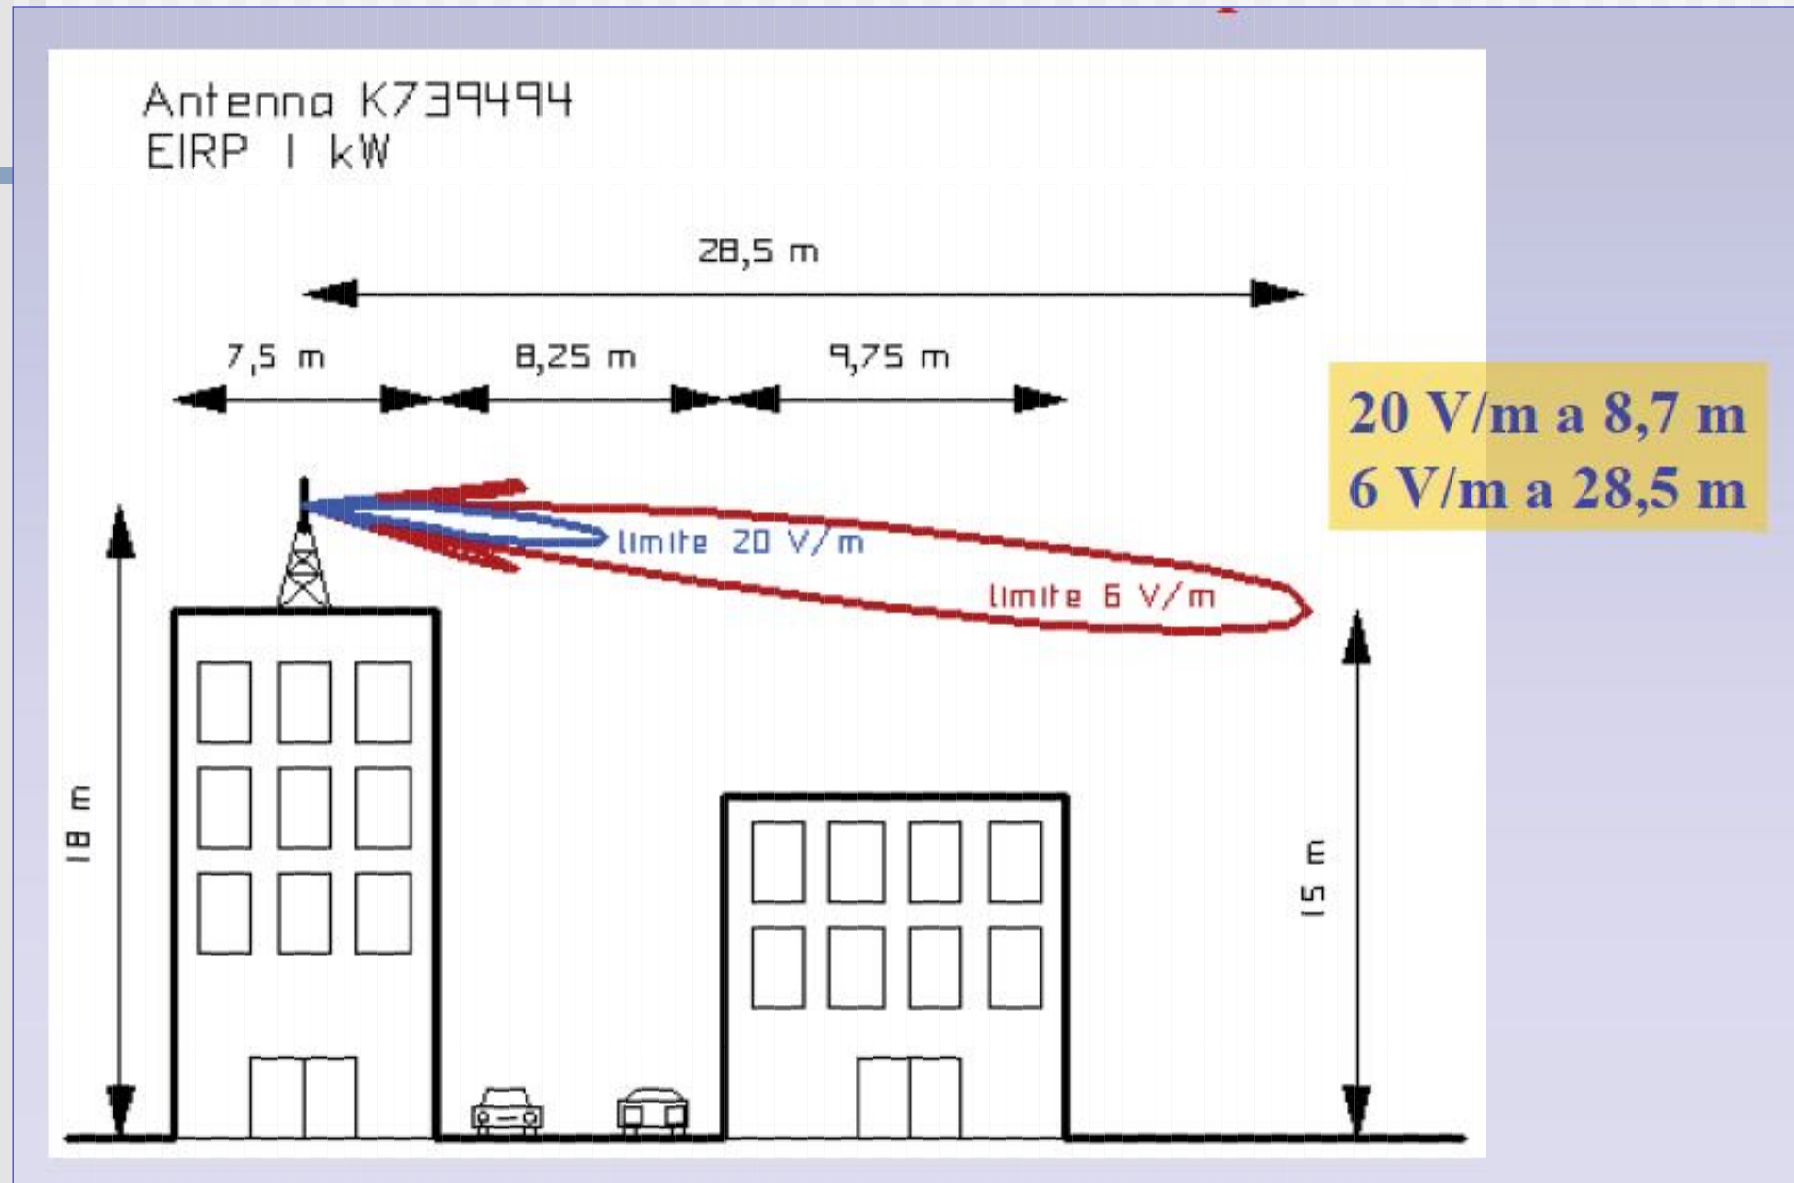 Antenna K739494
EIRP 1 kW
28,5 m
7,5 m
8,25 m
9,75 m
20 V/m a 8,7 m
6 V/m a 28,5 m
limite 20 V/m
limite 6 V/m
18 m
15 m